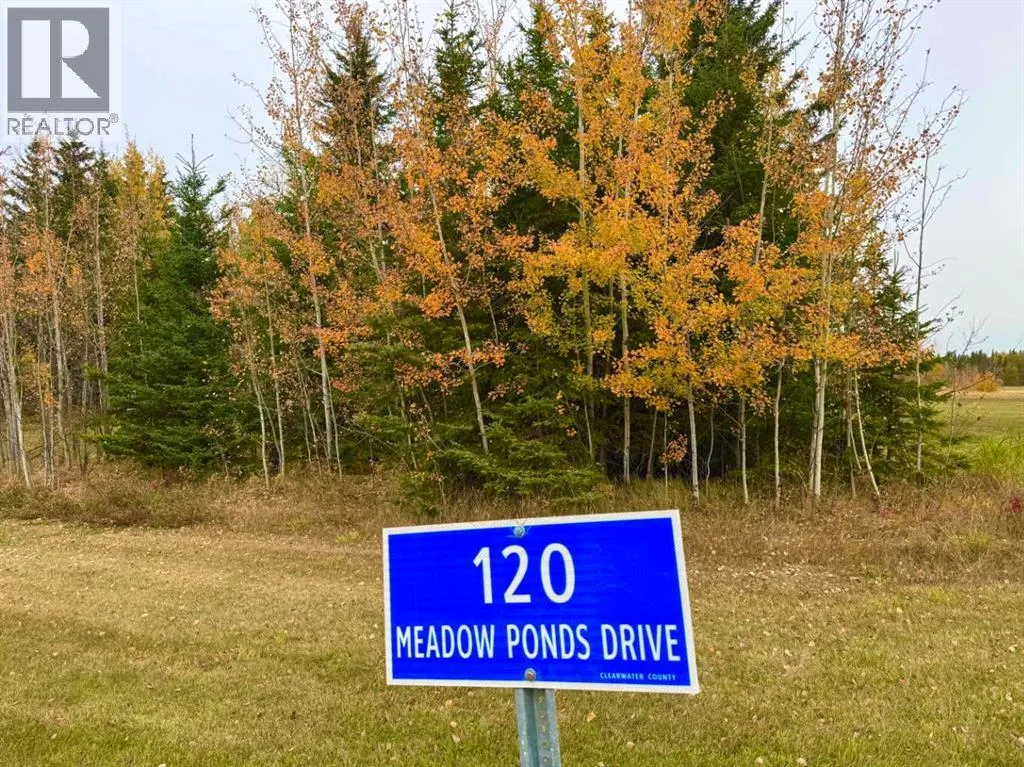 REALTOR®
120
MEADOW PONDS DRIVE
CLEARWATER COUNTY